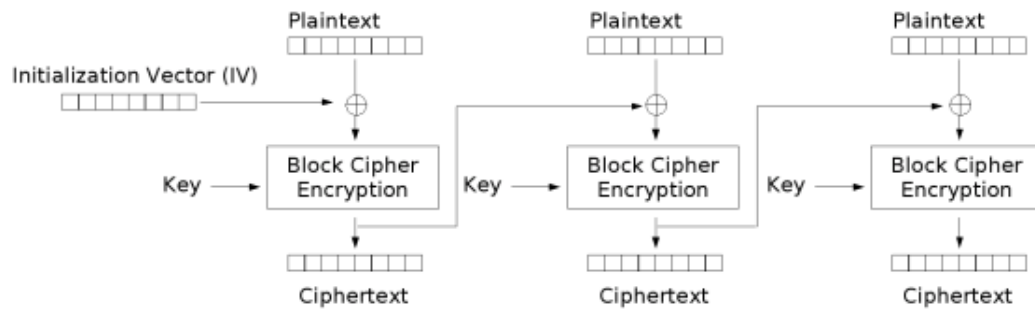 Plaintext
Plaintext
Plaintext
Initialization Vector (IV)
Block Cipher
Encryption
Block Cipher
Encryption
Block Cipher
Encryption
Key
Key
Key
Ciphertext
Ciphertext
Ciphertext